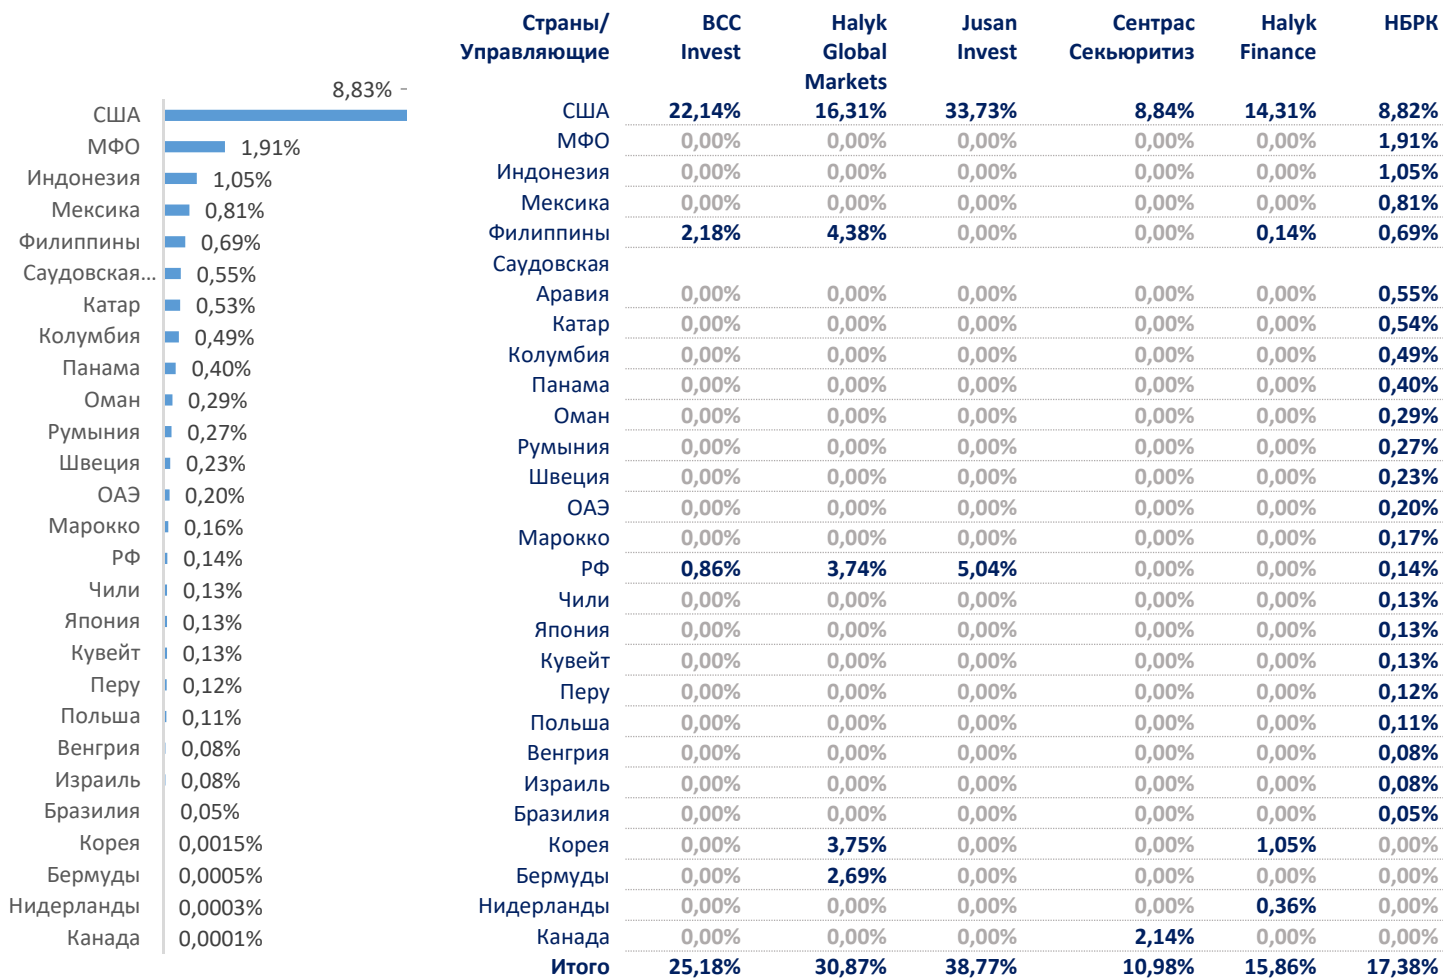 8,83%
США
МФО 1,91%
Индонезия 1,05%
Мексика 0,81%
Филиппины 0,69%
Саудовская... 0,55%
Катар 0,53%
Колумбия 0,49%
Панама 0,40%
Оман 0,29%
Румыния 0,27%
Швеция 0,23%
ОАЭ 0,20%
Марокко 0,16%
РФ 0,14%
Чили 0,13%
Япония 0,13%
Кувейт 0,13%
Перу 0,12%
Польша 0,11%
Венгрия 0,08%
Израиль 0,08%
Бразилия 0,05%
Корея 0,0015%
Бермуды 0,0005%
Нидерланды 0,0003%
Канада 0,0001%
Страны/ BCC Halyk Jusan Сентрас Halyk НБРК
Управляющие Invest Global Invest Секьюритиз Finance
Markets
США 22,14% 16,31% 33,73% 8,84% 14,31% 8,82%
МФО 0,00% 0,00% 0,00% 0,00% 0,00% 1,91%
Индонезия 0,00% 0,00% 0,00% 0,00% 0,00% 1,05%
Мексика 0,00% 0,00% 0,00% 0,00% 0,00% 0,81%
Филиппины 2,18% 4,38% 0,00% 0,00% 0,14% 0,69%
Саудовская
Аравия 0,00% 0,00% 0,00% 0,00% 0,00% 0,55%
Катар 0,00% 0,00% 0,00% 0,00% 0,00% 0,54%
Колумбия 0,00% 0,00% 0,00% 0,00% 0,00% 0,49%
Панама 0,00% 0,00% 0,00% 0,00% 0,00% 0,40%
Оман 0,00% 0,00% 0,00% 0,00% 0,00% 0,29%
Румыния 0,00% 0,00% 0,00% 0,00% 0,00% 0,27%
Швеция 0,00% 0,00% 0,00% 0,00% 0,00% 0,23%
ОАЭ 0,00% 0,00% 0,00% 0,00% 0,00% 0,20%
Марокко 0,00% 0,00% 0,00% 0,00% 0,00% 0,17%
РФ 0,86% 3,74% 5,04% 0,00% 0,00% 0,14%
Чили 0,00% 0,00% 0,00% 0,00% 0,00% 0,13%
Япония 0,00% 0,00% 0,00% 0,00% 0,00% 0,13%
Кувейт 0,00% 0,00% 0,00% 0,00% 0,00% 0,13%
Перу 0,00% 0,00% 0,00% 0,00% 0,00% 0,12%
Польша 0,00% 0,00% 0,00% 0,00% 0,00% 0,11%
Венгрия 0,00% 0,00% 0,00% 0,00% 0,00% 0,08%
Израиль 0,00% 0,00% 0,00% 0,00% 0,00% 0,08%
Бразилия 0,00% 0,00% 0,00% 0,00% 0,00% 0,05%
Корея 0,00% 3,75% 0,00% 0,00% 1,05% 0,00%
Бермуды 0,00% 2,69% 0,00% 0,00% 0,00% 0,00%
Нидерланды 0,00% 0,00% 0,00% 0,00% 0,36% 0,00%
Канада 0,00% 0,00% 0,00% 2,14% 0,00% 0,00%
Итого 25,18% 30,87% 38,77% 10,98% 15,86% 17,38%